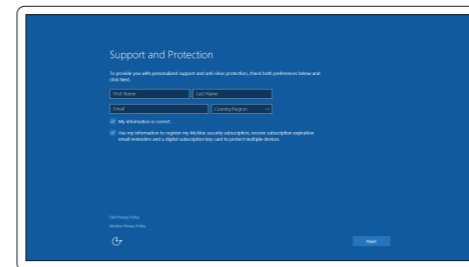 Support and Protection
To provide you with personalized support and anti-virus protection, check both preferences below and
click Next.
First Name
Last Name
Email
Country/Region
My information is correct.
Use my information to register my McAfee security subscription, receive subscription expiration
email reminders and a digital subscription key card to protect multiple devices.
Dell Privacy Policy
McAfee Privacy Policy
Next